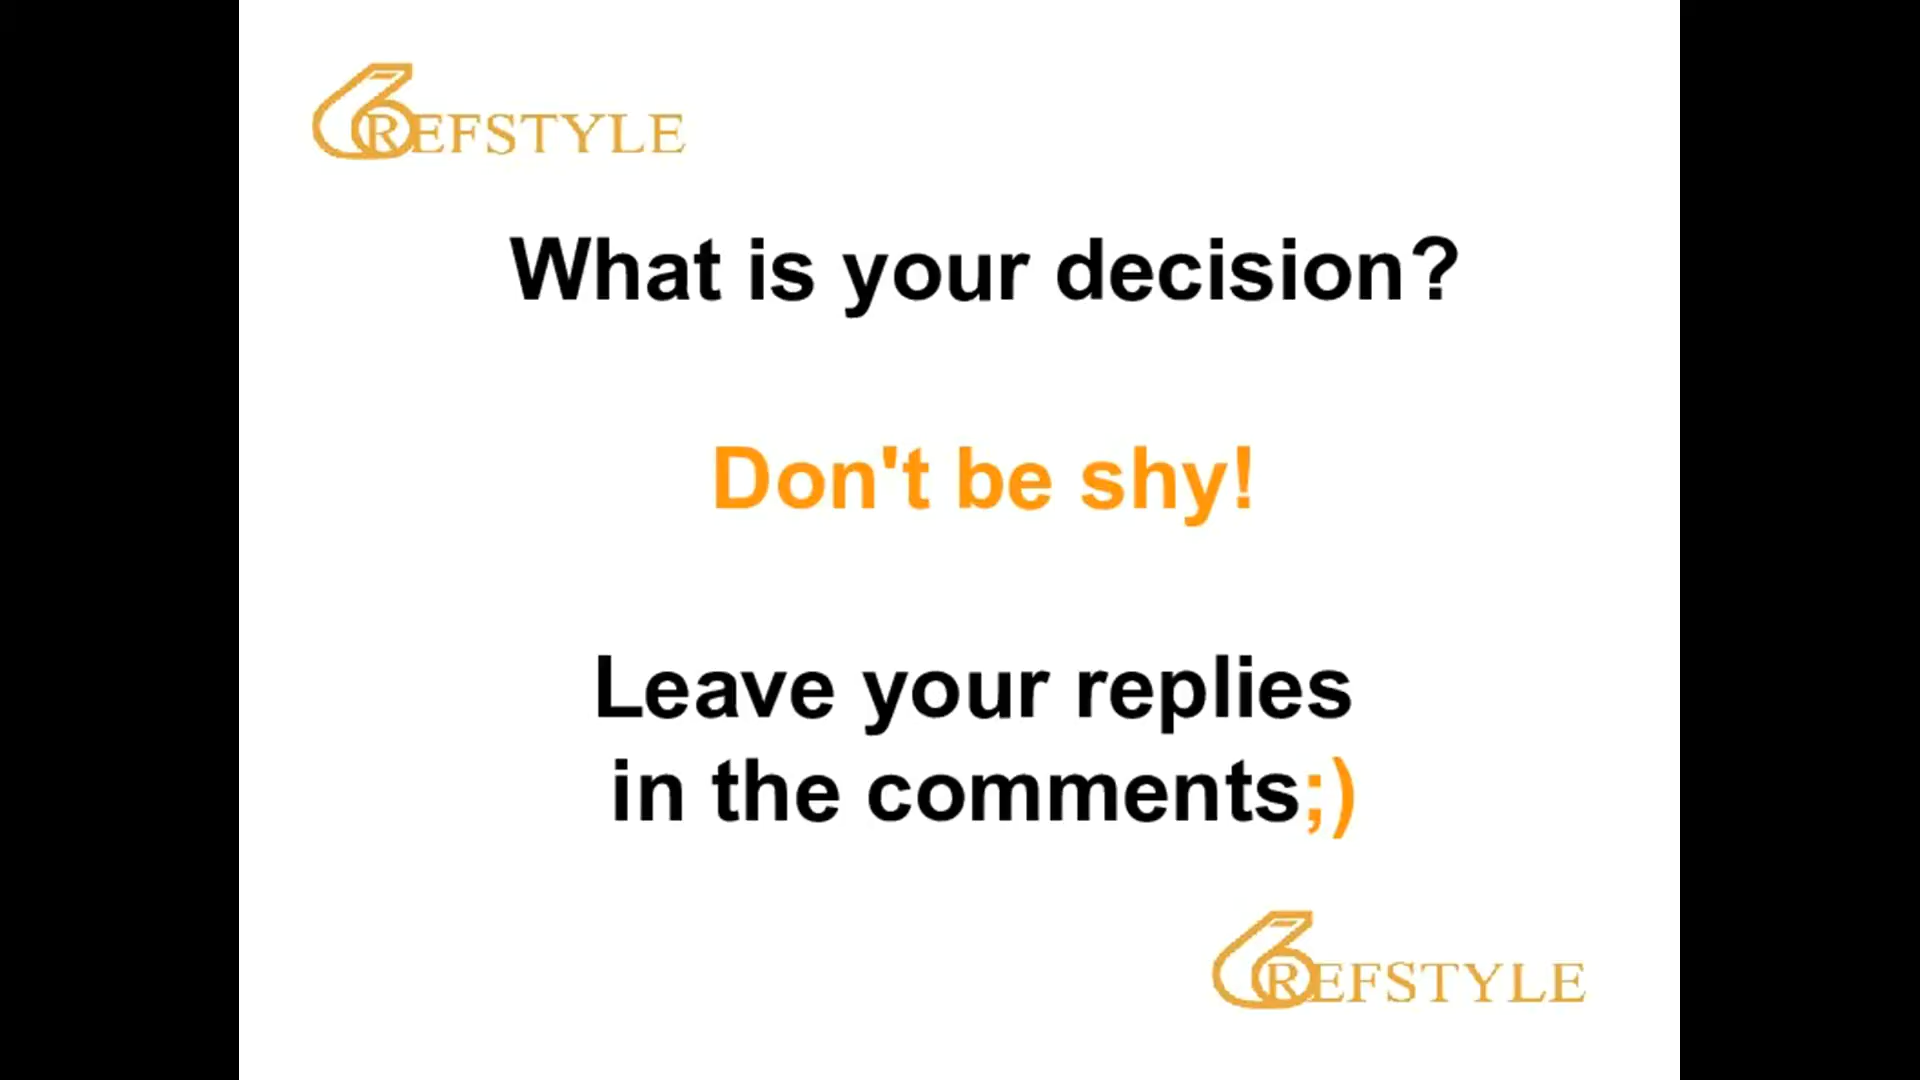 REFSTYLE
What is your decision?
Don't be shy!
Leave your replies
in the comments;)
REFSTYLE